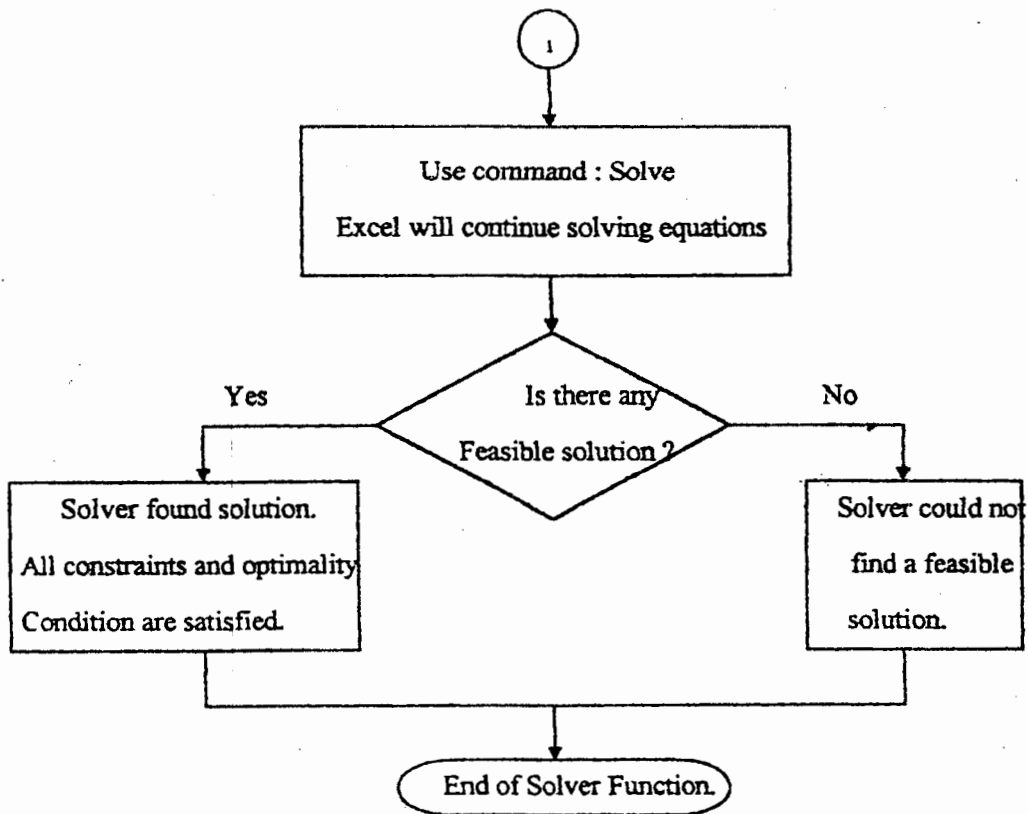 1
Use command : Solve
Excel will continue solving equations
Is there any
Feasible solution ?
Yes
No
Solver found solution.
All constraints and optimality
Condition are satisfied.
Solver could not
find a feasible
solution.
End of Solver Function.